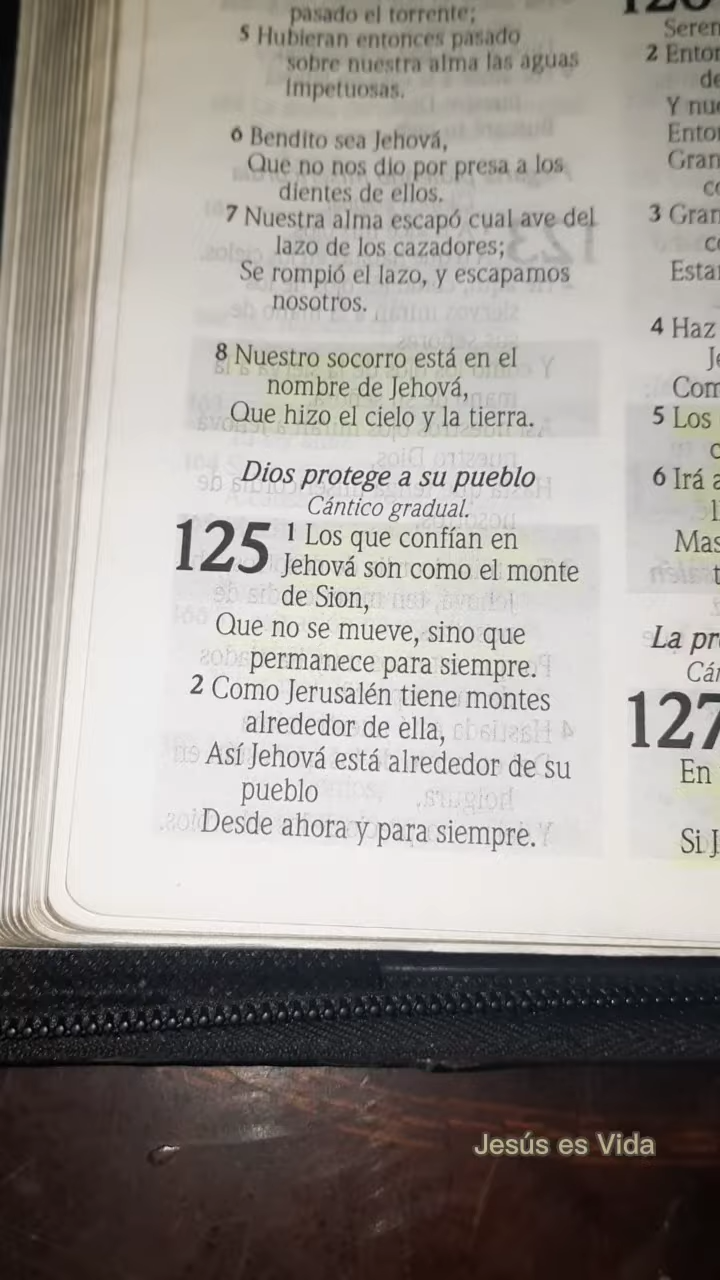 pasado el torrente;
5 Hubieran entonces pasado
sobre nuestra alma las aguas
impetuosas.
6 Bendito sea Jehová,
Que no nos dio por presa a los
dientes de ellos.
7 Nuestra alma escapó cual ave del
lazo de los cazadores;
Se rompió el lazo, y escapamos
nosotros.
8 Nuestro socorro está en el
nombre de Jehová,
Que hizo el cielo y la tierra.
Dios protege a su pueblo
Cántico gradual.
125 1 Los que confían en
Jehová son como el monte
de Sion,
Que no se mueve, sino que
permanece para siempre.
2 Como Jerusalén tiene montes
alrededor de ella,
Así Jehová está alrededor de su
pueblo
Desde ahora y para siempre.
2
Y
3
4 Haz
5 Los
6 Irá a
Mas
La
127
En
Si
Jesús es Vida